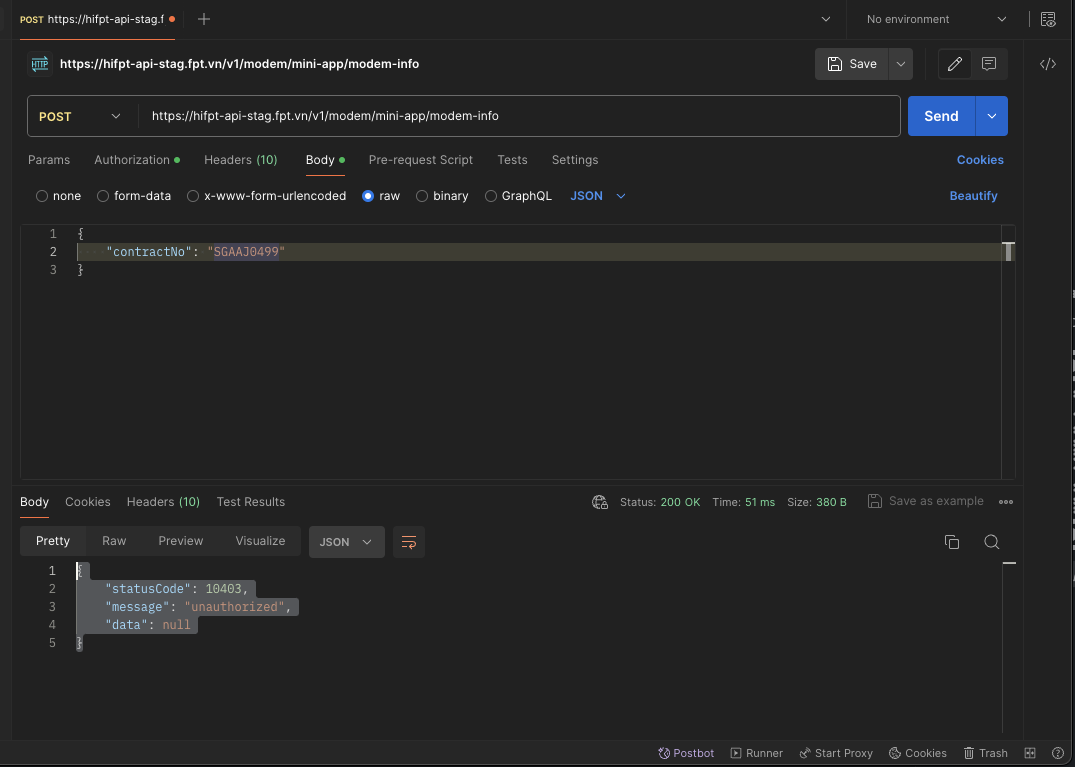 POST https://hifpt-api-stag.f
No environment
HTTP https://hifpt-api-stag.fpt.vn/v1/modem/mini-app/modem-info
Save
POST https://hifpt-api-stag.fpt.vn/v1/modem/mini-app/modem-info
Send
Params Authorization Headers (10) Body Pre-request Script Tests Settings Cookies
none form-data x-www-form-urlencoded raw binary GraphQL JSON Beautify
1 {
2 "contractNo": "SGAAJ0499"
3 }
Body Cookies Headers (10) Test Results Status: 200 OK Time: 51 ms Size: 380 B Save as example
Pretty Raw Preview Visualize JSON
1 {
2 "statusCode": 10403,
3 "message": "unauthorized",
4 "data": null
5 }
Postbot Runner Start Proxy Cookies Trash